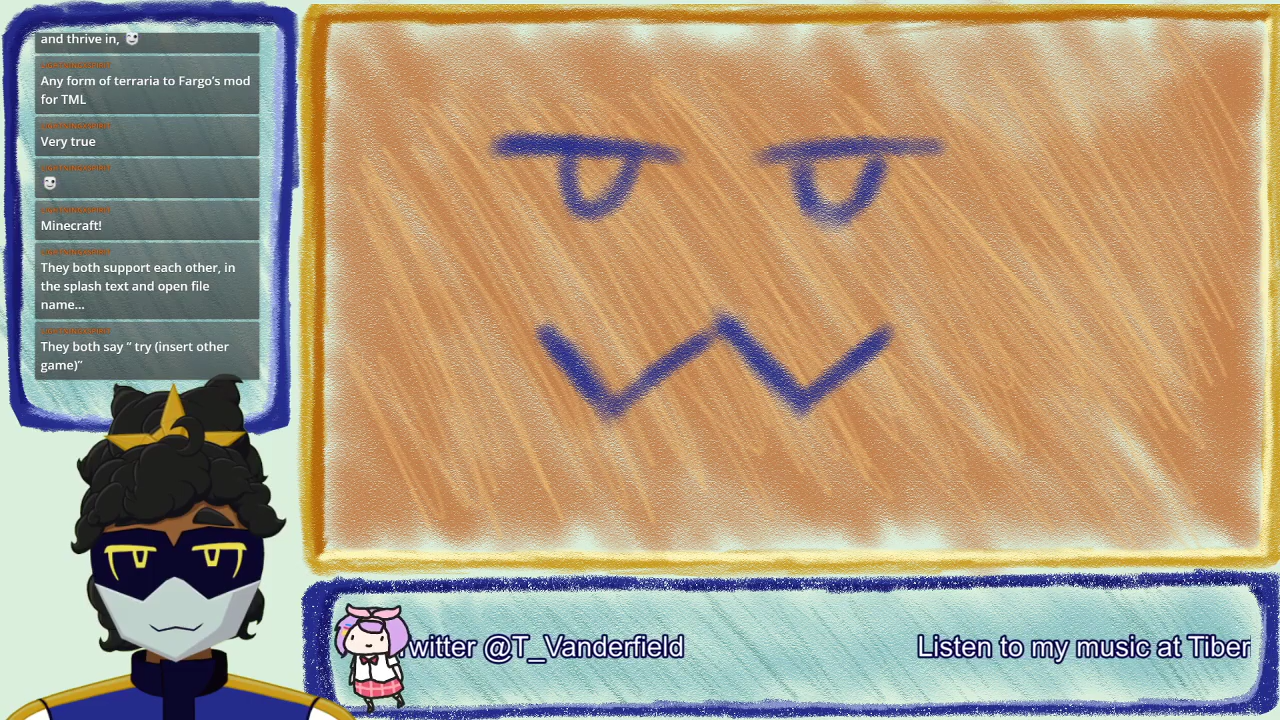 and thrive in,
Any form of terraria to Fargo's mod
for TML
Very true
Minecraft!
They both support each other, in
the splash text and open file
name...
They both say “ try (insert other
game)”
witter @T_Vanderfield
Listen to my music at Tiber